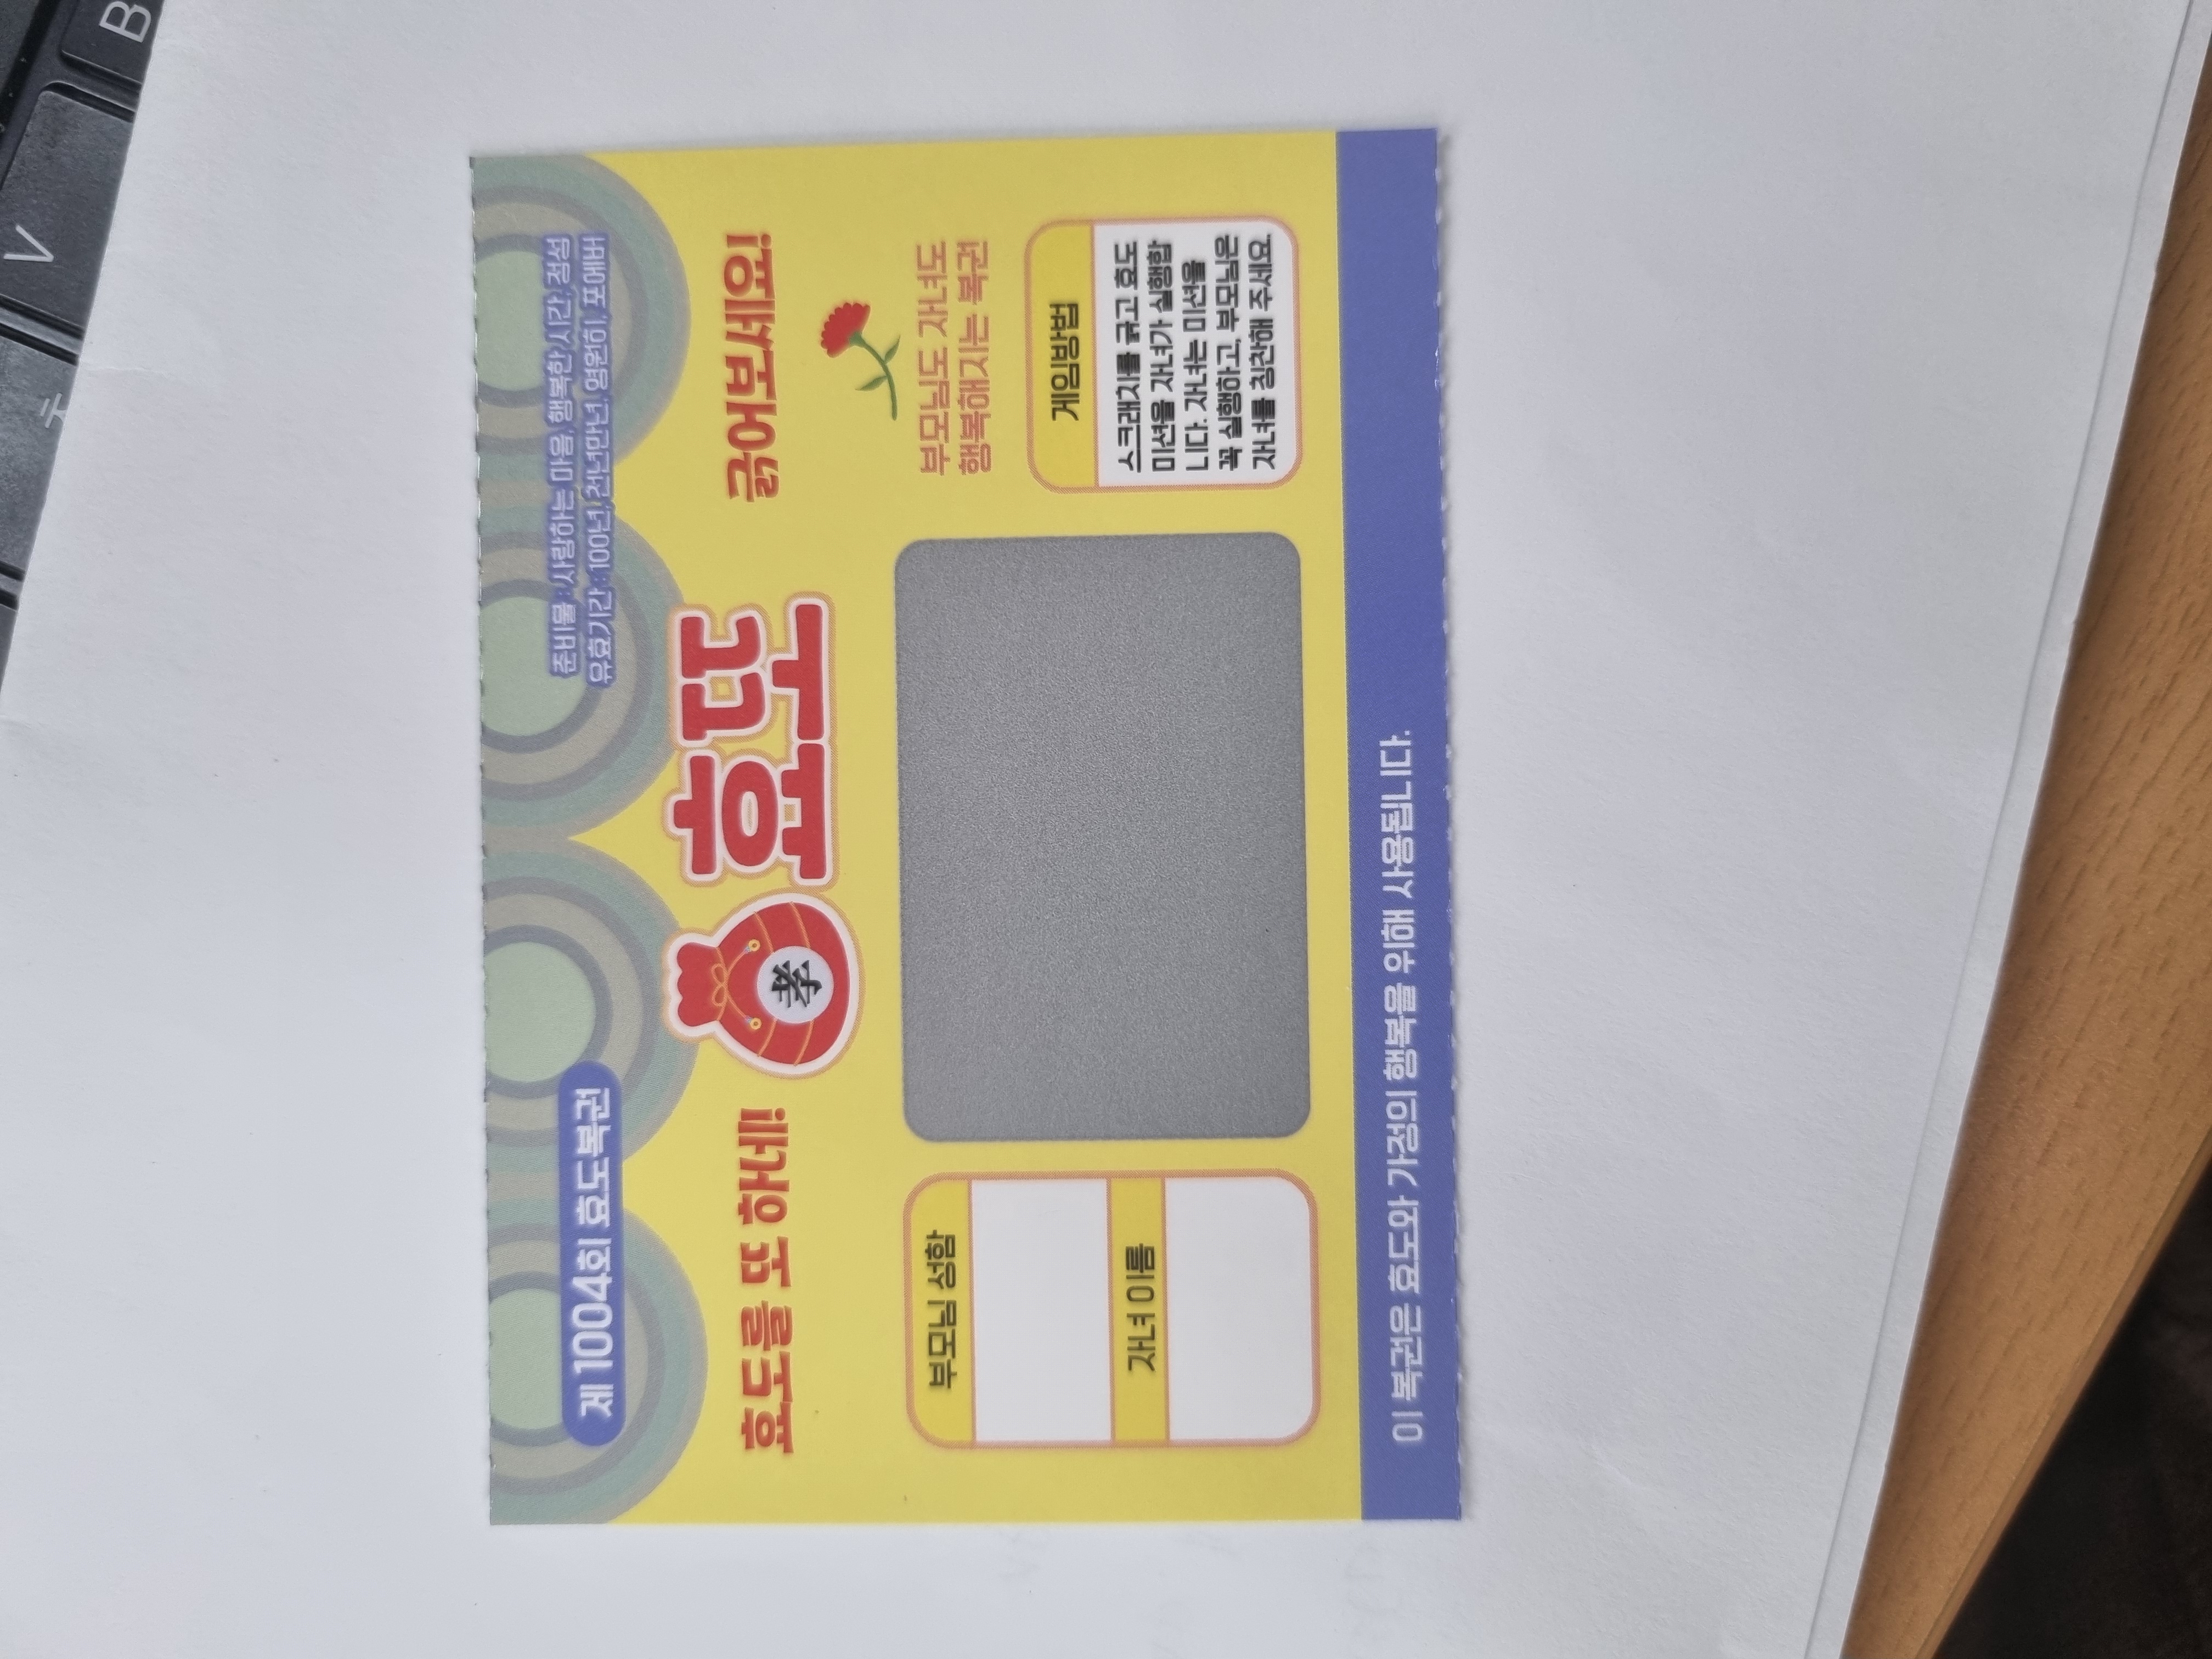 V
ㅊ
B
제 1004회 효도복권
준비물 : 사랑하는 마음, 행복한 시간, 정성
유효기간 : 100년, 천년만년, 영원히, 포에버
효도를 또 하네!
孝
효또
긁어보세요!
부모님도 자녀도
행복해지는 복권
부모님 성함
자녀 이름
게임방법
스크래치를 긁고 효도
미션을 자녀가 실행합
니다. 자녀는 미션을
꼭 실행하고, 부모님은
자녀를 칭찬해 주세요.
이 복권은 효도와 가정의 행복을 위해 사용됩니다.